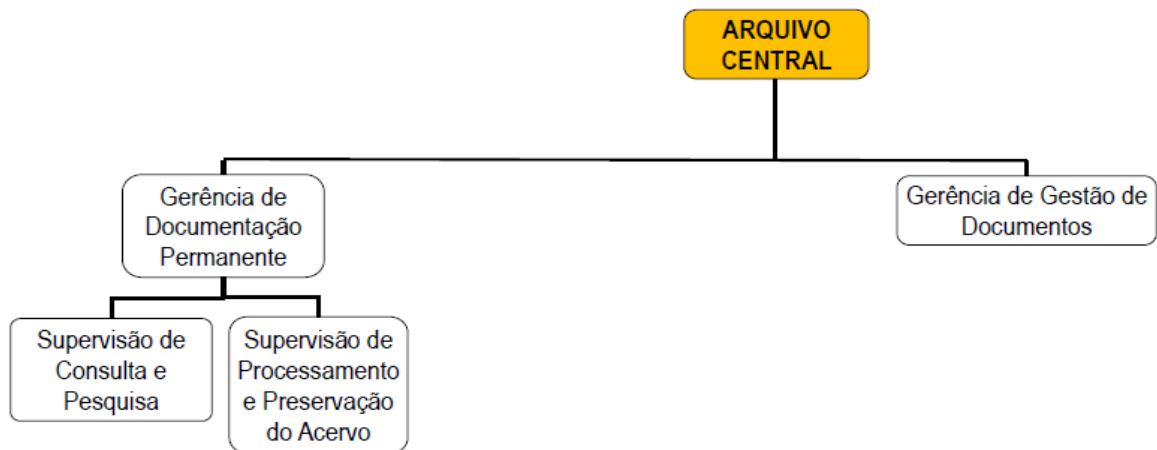 ARQUIVO
CENTRAL
Gerência de
Documentação
Permanente
Gerência de Gestão de
Documentos
Supervisão de
Consulta e
Pesquisa
Supervisão de
Processamento
e Preservação
do Acervo